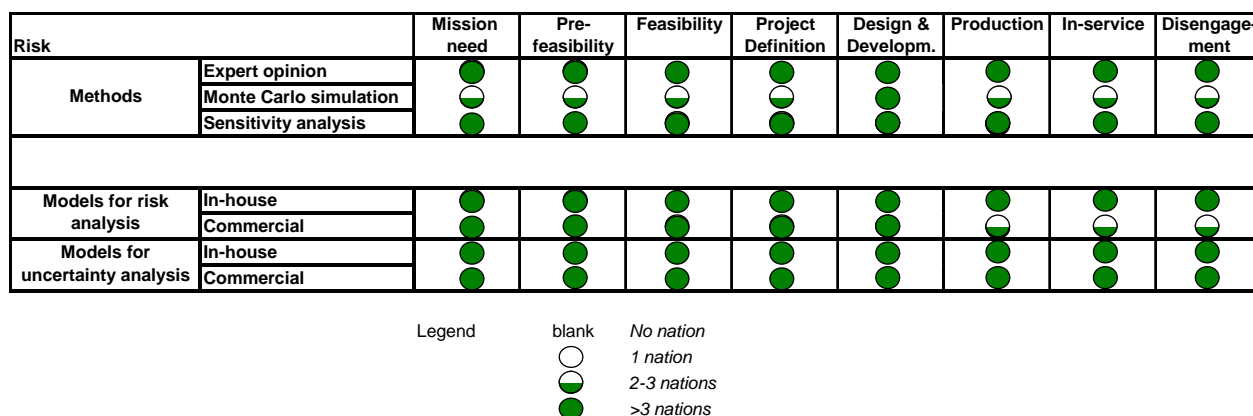 Risk Mission need Pre-feasibility Feasibility Project Definition Design & Developm. Production In-service Disengage-ment
Methods
Expert opinion
Monte Carlo simulation
Sensitivity analysis
Models for risk analysis
In-house
Commercial
Models for uncertainty analysis
In-house
Commercial
Legend blank No nation
1 nation
2-3 nations
>3 nations